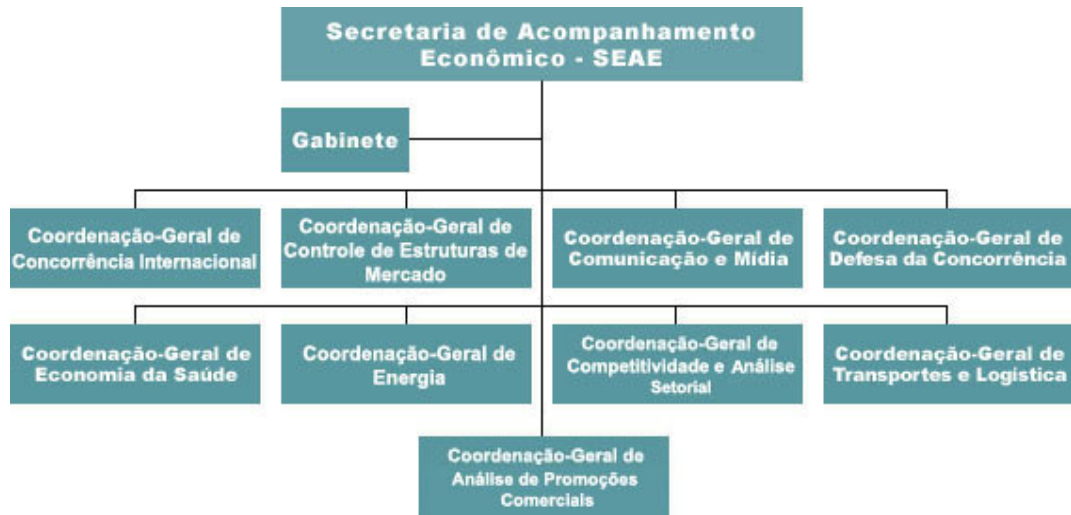 Secretaria de Acompanhamento
Econômico - SEAE
Gabinete
Coordenação-Geral de
Concorrência Internacional
Coordenação-Geral de
Controle de Estruturas de
Mercado
Coordenação-Geral de
Comunicação e Mídia
Coordenação-Geral de
Defesa da Concorrência
Coordenação-Geral de
Economia da Saúde
Coordenação-Geral de
Energia
Coordenação-Geral de
Competitividade e Análise
Setorial
Coordenação-Geral de
Transportes e Logística
Coordenação-Geral de
Análise de Promoções
Comerciais